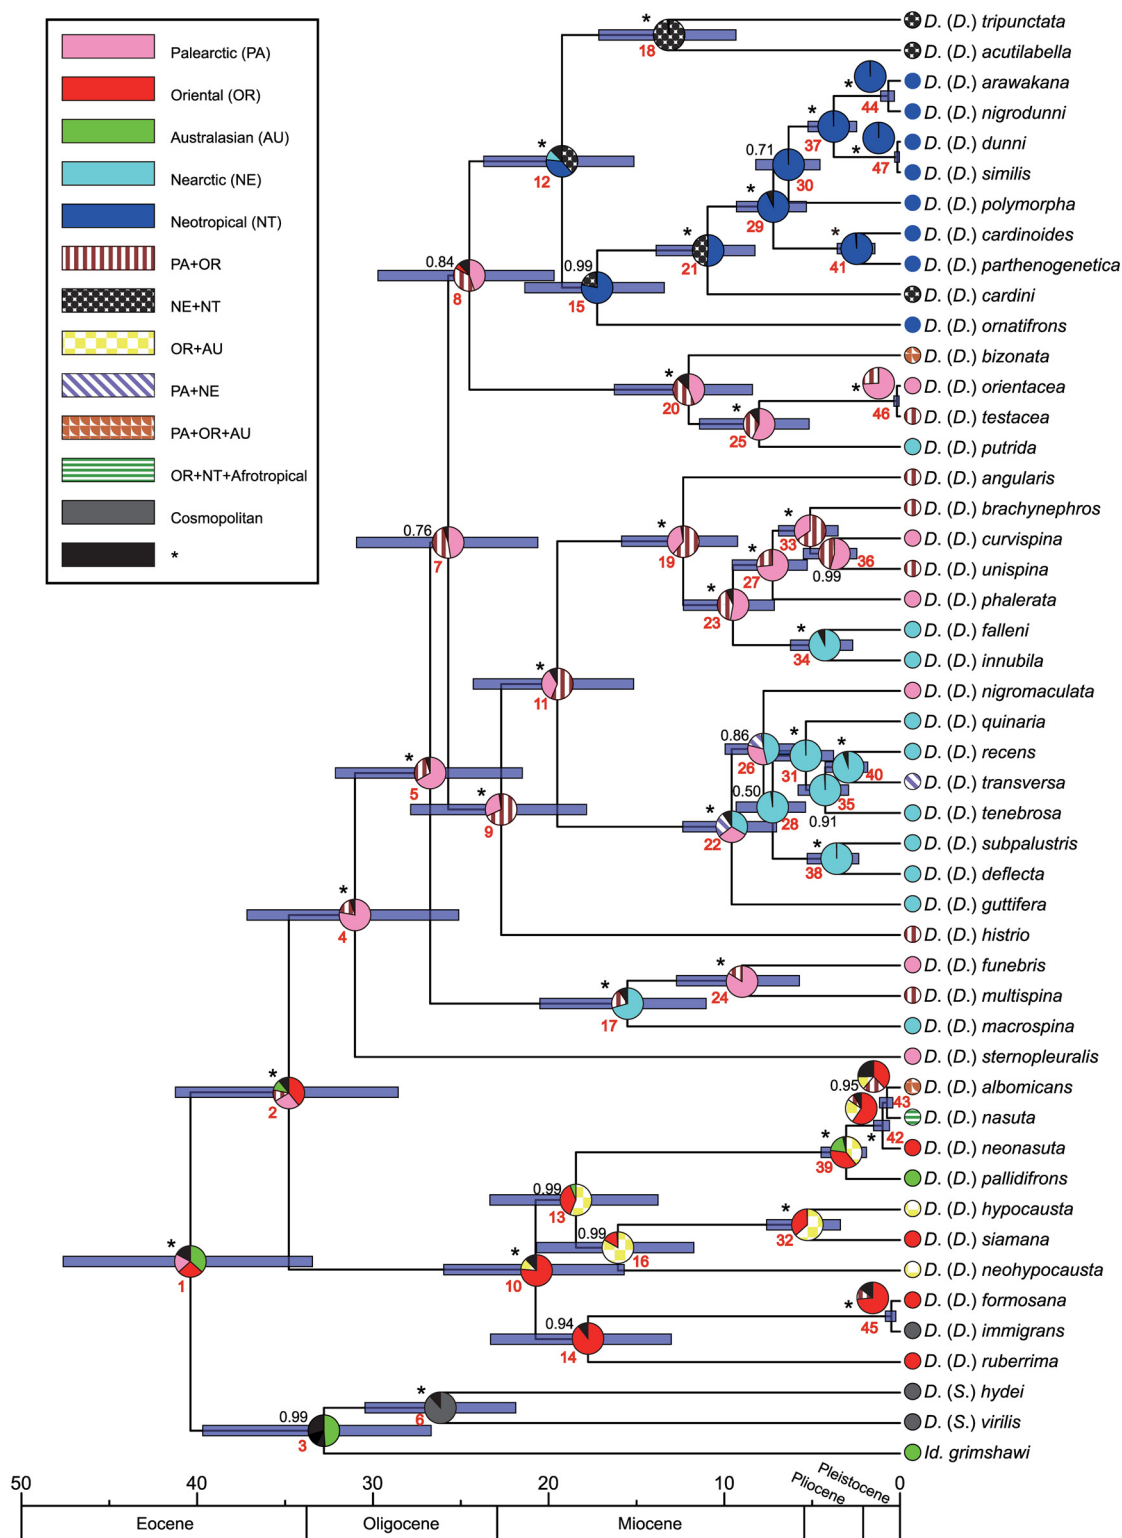 Palearctic (PA)
Oriental (OR)
Australasian (AU)
Nearctic (NE)
Neotropical (NT)
PA+OR
NE+NT
OR+AU
PA+NE
PA+OR+AU
OR+NT+Afrotropical
Cosmopolitan
*
D. (D.) tripunctata
* 18
D. (D.) acutilabella
D. (D.) arawakana
* 44
D. (D.) nigrodunni
* 37
D. (D.) dunni
* 47
D. (D.) similis
0.71 30
* 12
D. (D.) polymorpha
* 29
D. (D.) cardinoides
* 41
D. (D.) parthenogenetica
* 21
D. (D.) cardini
0.84 8
0.99 15
D. (D.) ornatifrons
D. (D.) bizonata
* 20
D. (D.) orientacea
* 46
D. (D.) testacea
* 25
D. (D.) putrida
D. (D.) angularis
D. (D.) brachynephros
0.76 7
* 19
* 33
D. (D.) curvispina
0.99 36
* 27
D. (D.) unispina
D. (D.) phalerata
* 23
D. (D.) falleni
* 34
D. (D.) innubila
* 11
D. (D.) nigromaculata
D. (D.) quinaria
0.86 26
* 31
D. (D.) recens
* 40
* 5
D. (D.) transversa
0.91 35
* 9
0.50 28
D. (D.) tenebrosa
* 22
D. (D.) subpalustris
* 38
D. (D.) deflecta
D. (D.) guttifera
* 4
D. (D.) histrio
D. (D.) funebris
* 24
D. (D.) multispina
* 17
D. (D.) macrospina
D. (D.) sternopleuralis
* 2
0.95 43
D. (D.) albomicans
D. (D.) nasuta
* 42
D. (D.) neonasuta
* 39
D. (D.) pallidifrons
0.99 13
D. (D.) hypocausta
* 32
D. (D.) siamana
0.99 16
* 1
* 10
D. (D.) neohypocausta
D. (D.) formosana
* 45
D. (D.) immigrans
0.94 14
D. (D.) ruberrima
D. (S.) hydei
* 6
D. (S.) virilis
0.99 3
Id. grimshawi
50 40 30 20 10 0
Eocene Oligocene Miocene Pliocene Pleistocene